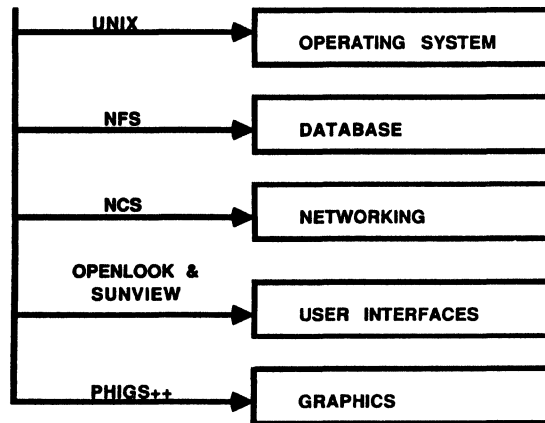 UNIX
OPERATING SYSTEM
NFS
DATABASE
NCS
NETWORKING
OPENLOOK &
SUNVIEW
USER INTERFACES
PHIGS++
GRAPHICS